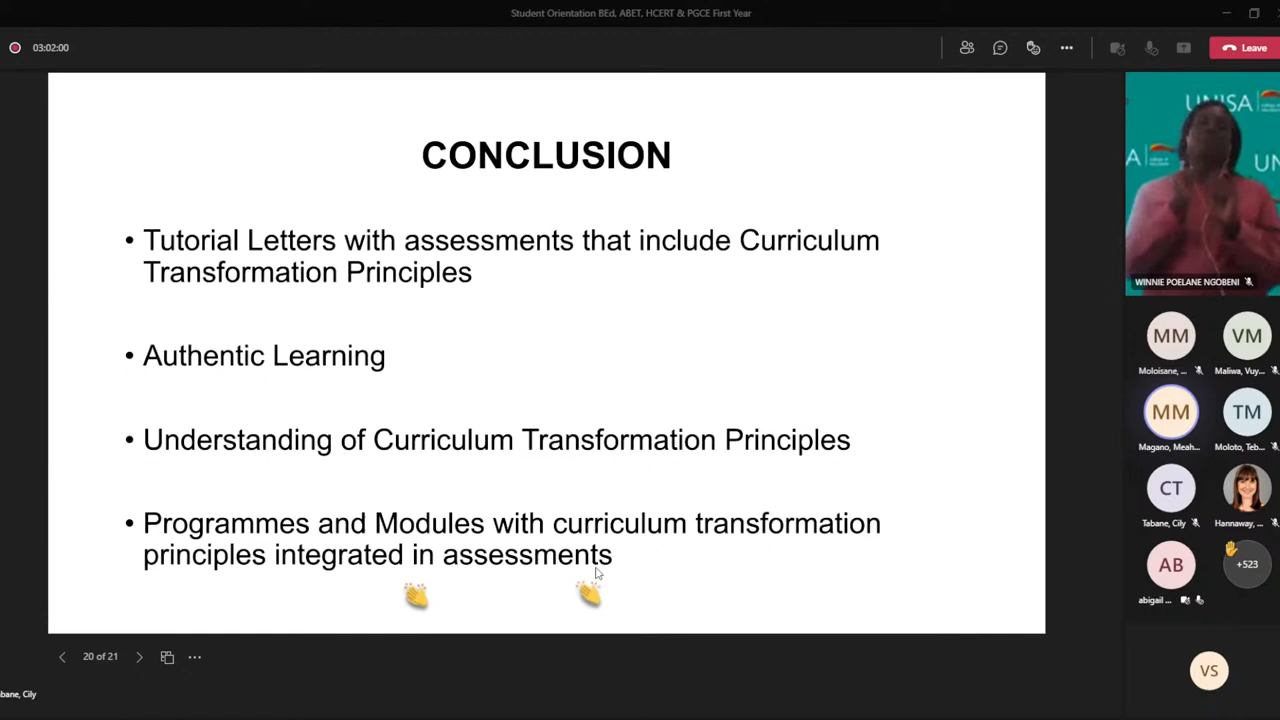 Student Orientation BEd, ABET, HCERT & PGCE First Year
03:02:00
Leave
CONCLUSION
• Tutorial Letters with assessments that include Curriculum
Transformation Principles
• Authentic Learning
• Understanding of Curriculum Transformation Principles
• Programmes and Modules with curriculum transformation
principles integrated in assessments
UNISA
A
UN
WINNIE POELANE NGOBENI
MM
VM
Moloisane, ...
Maliwa, Vuy...
MM
TM
Magano, Meah...
Moloto, Teb...
CT
Tabane, Cily
Hannaway, ...
AB
+523
abigail ...
VS
20 of 21
abane, Cily